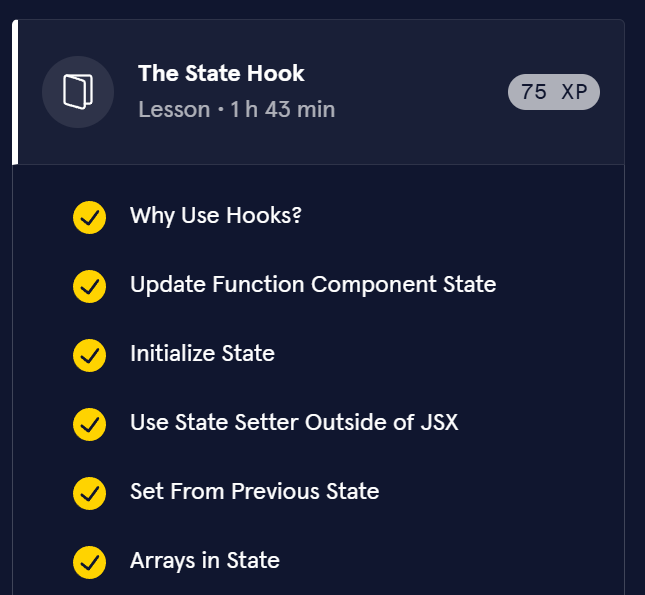 The State Hook
Lesson • 1 h 43 min
75 XP
Why Use Hooks?
Update Function Component State
Initialize State
Use State Setter Outside of JSX
Set From Previous State
Arrays in State